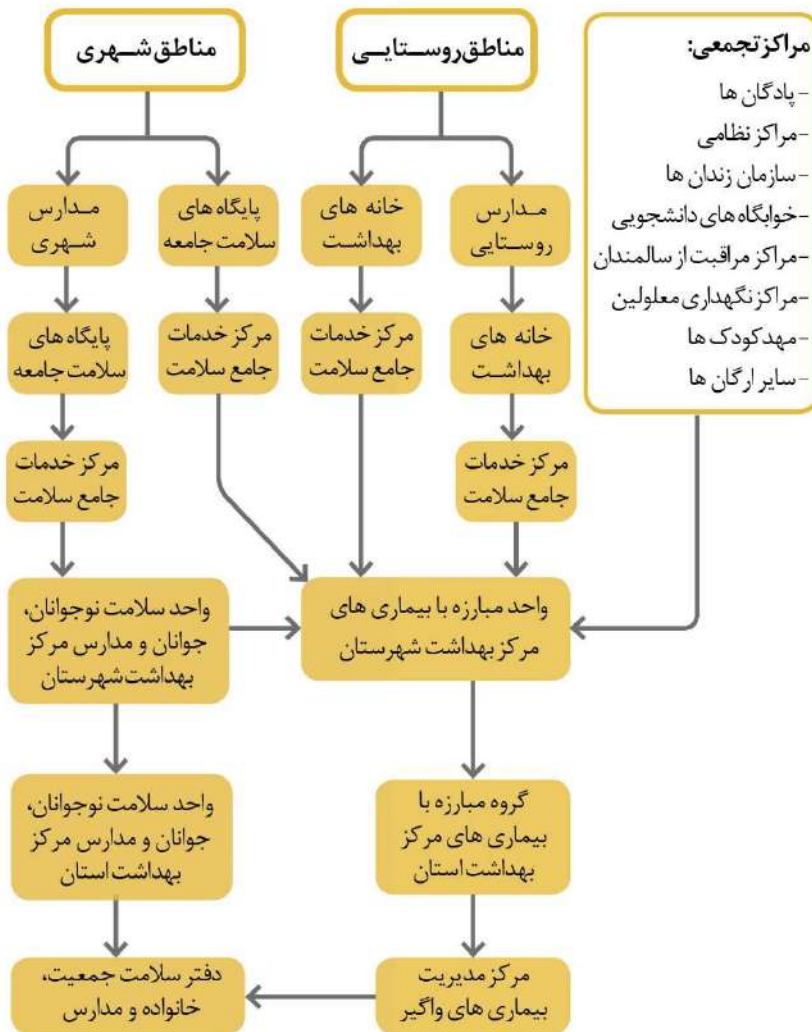 مراکز تجمعی:
- پادگان ها
- مراکز نظامی
- سازمان زندان ها
- خوابگاه های دانشجویی
- مراکز مراقبت از سالمندان
- مراکز نگهداری معلولین
- مهدکودک ها
- سایر ارگان ها
مناطق روستایی
مناطق شهری
مدارس
روستایی
خانه های
بهداشت
پایگاه های
سلامت جامعه
مدارس
شهری
خانه های
بهداشت
مرکز خدمات
جامع سلامت
مرکز خدمات
جامع سلامت
پایگاه های
سلامت جامعه
مرکز خدمات
جامع سلامت
مرکز خدمات
جامع سلامت
واحد مبارزه با بیماری های
مرکز بهداشت شهرستان
واحد سلامت نوجوانان،
جوانان و مدارس مرکز
بهداشت شهرستان
گروه مبارزه با
بیماری های مرکز
بهداشت استان
واحد سلامت نوجوانان،
جوانان و مدارس مرکز
بهداشت استان
مرکز مدیریت
بیماری های واگیر
دفتر سلامت جمعیت،
خانواده و مدارس